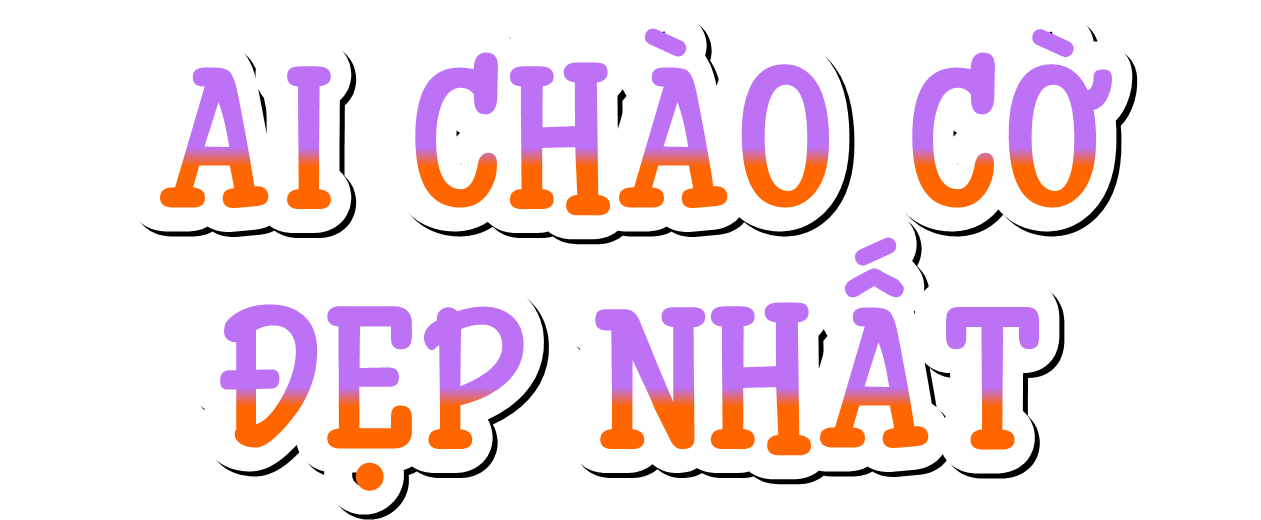 AI CHÀO CỜ
ĐẸP NHẤT